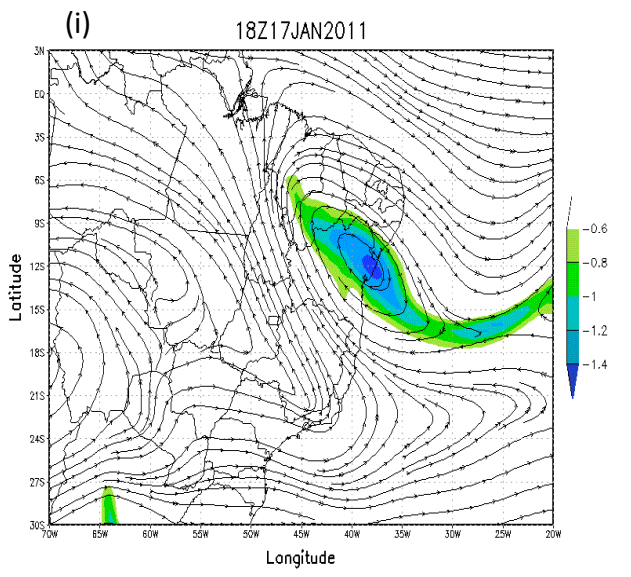 (i)
18Z17JAN2011
3N
EQ
3S
6S
9S
12S
15S
18S
21S
24S
27S
30S
Latitude
70W 65W 60W 55W 50W 45W 40W 35W 30W 25W 20W
Longitude
-0.6
-0.8
-1
-1.2
-1.4